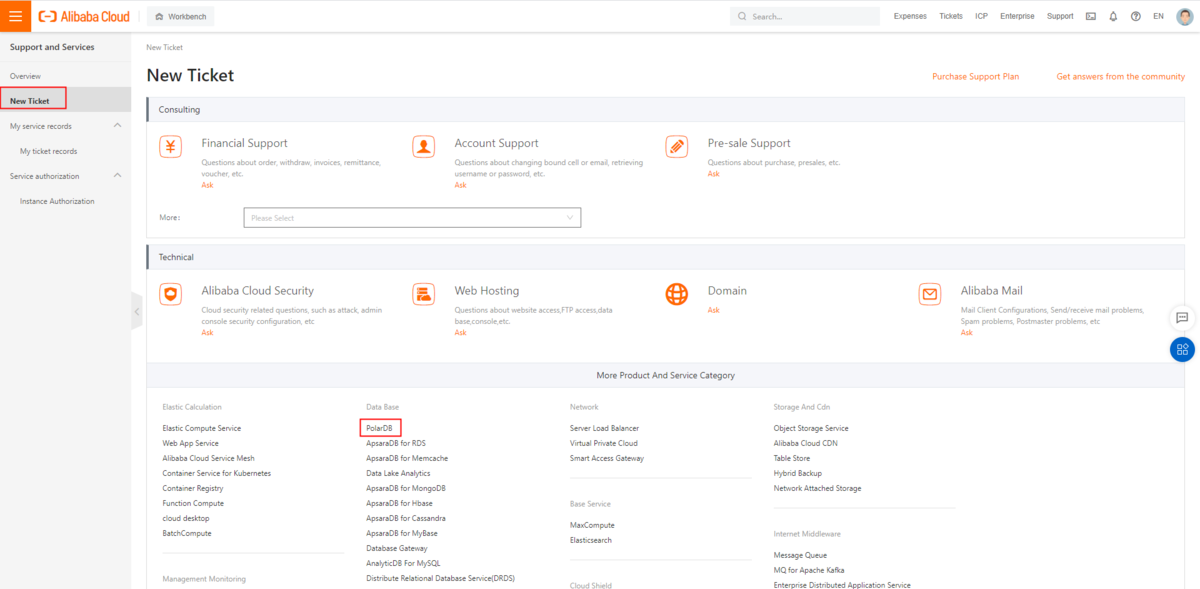 Alibaba Cloud
Workbench
Search...
Expenses
Tickets
ICP
Enterprise
Support
EN
Support and Services
Overview
New Ticket
My service records
My ticket records
Service authorization
Instance Authorization
New Ticket
New Ticket
Purchase Support Plan
Get answers from the community
Consulting
Financial Support
Questions about order, withdraw, invoices, remittance,
voucher, etc.
Ask
Account Support
Questions about changing bound cell or email, retrieving
username or password, etc.
Ask
Pre-sale Support
Questions about purchase, presales, etc.
Ask
More:
Please Select
Technical
Alibaba Cloud Security
Cloud security related questions, such as attack, admin
console security configuration, etc
Ask
Web Hosting
Questions about website access,FTP access,data
base,console,etc.
Ask
Domain
Ask
Alibaba Mail
Mail Client Configurations, Send/receive mail problems,
Spam problems, Postmaster problems, etc
Ask
More Product And Service Category
Elastic Calculation
Elastic Compute Service
Web App Service
Alibaba Cloud Service Mesh
Container Service for Kubernetes
Container Registry
Function Compute
cloud desktop
BatchCompute
Management Monitoring
Data Base
PolarDB
ApsaraDB for RDS
ApsaraDB for Memcache
Data Lake Analytics
ApsaraDB for MongoDB
ApsaraDB for Hbase
ApsaraDB for Cassandra
ApsaraDB for MyBase
Database Gateway
AnalyticDB For MySQL
Distribute Relational Database Service(DRDS)
Network
Server Load Balancer
Virtual Private Cloud
Smart Access Gateway
Base Service
MaxCompute
Elasticsearch
Cloud Shield
Storage And Cdn
Object Storage Service
Alibaba Cloud CDN
Table Store
Hybrid Backup
Network Attached Storage
Internet Middleware
Message Queue
MQ for Apache Kafka
Enterprise Distributed Application Service